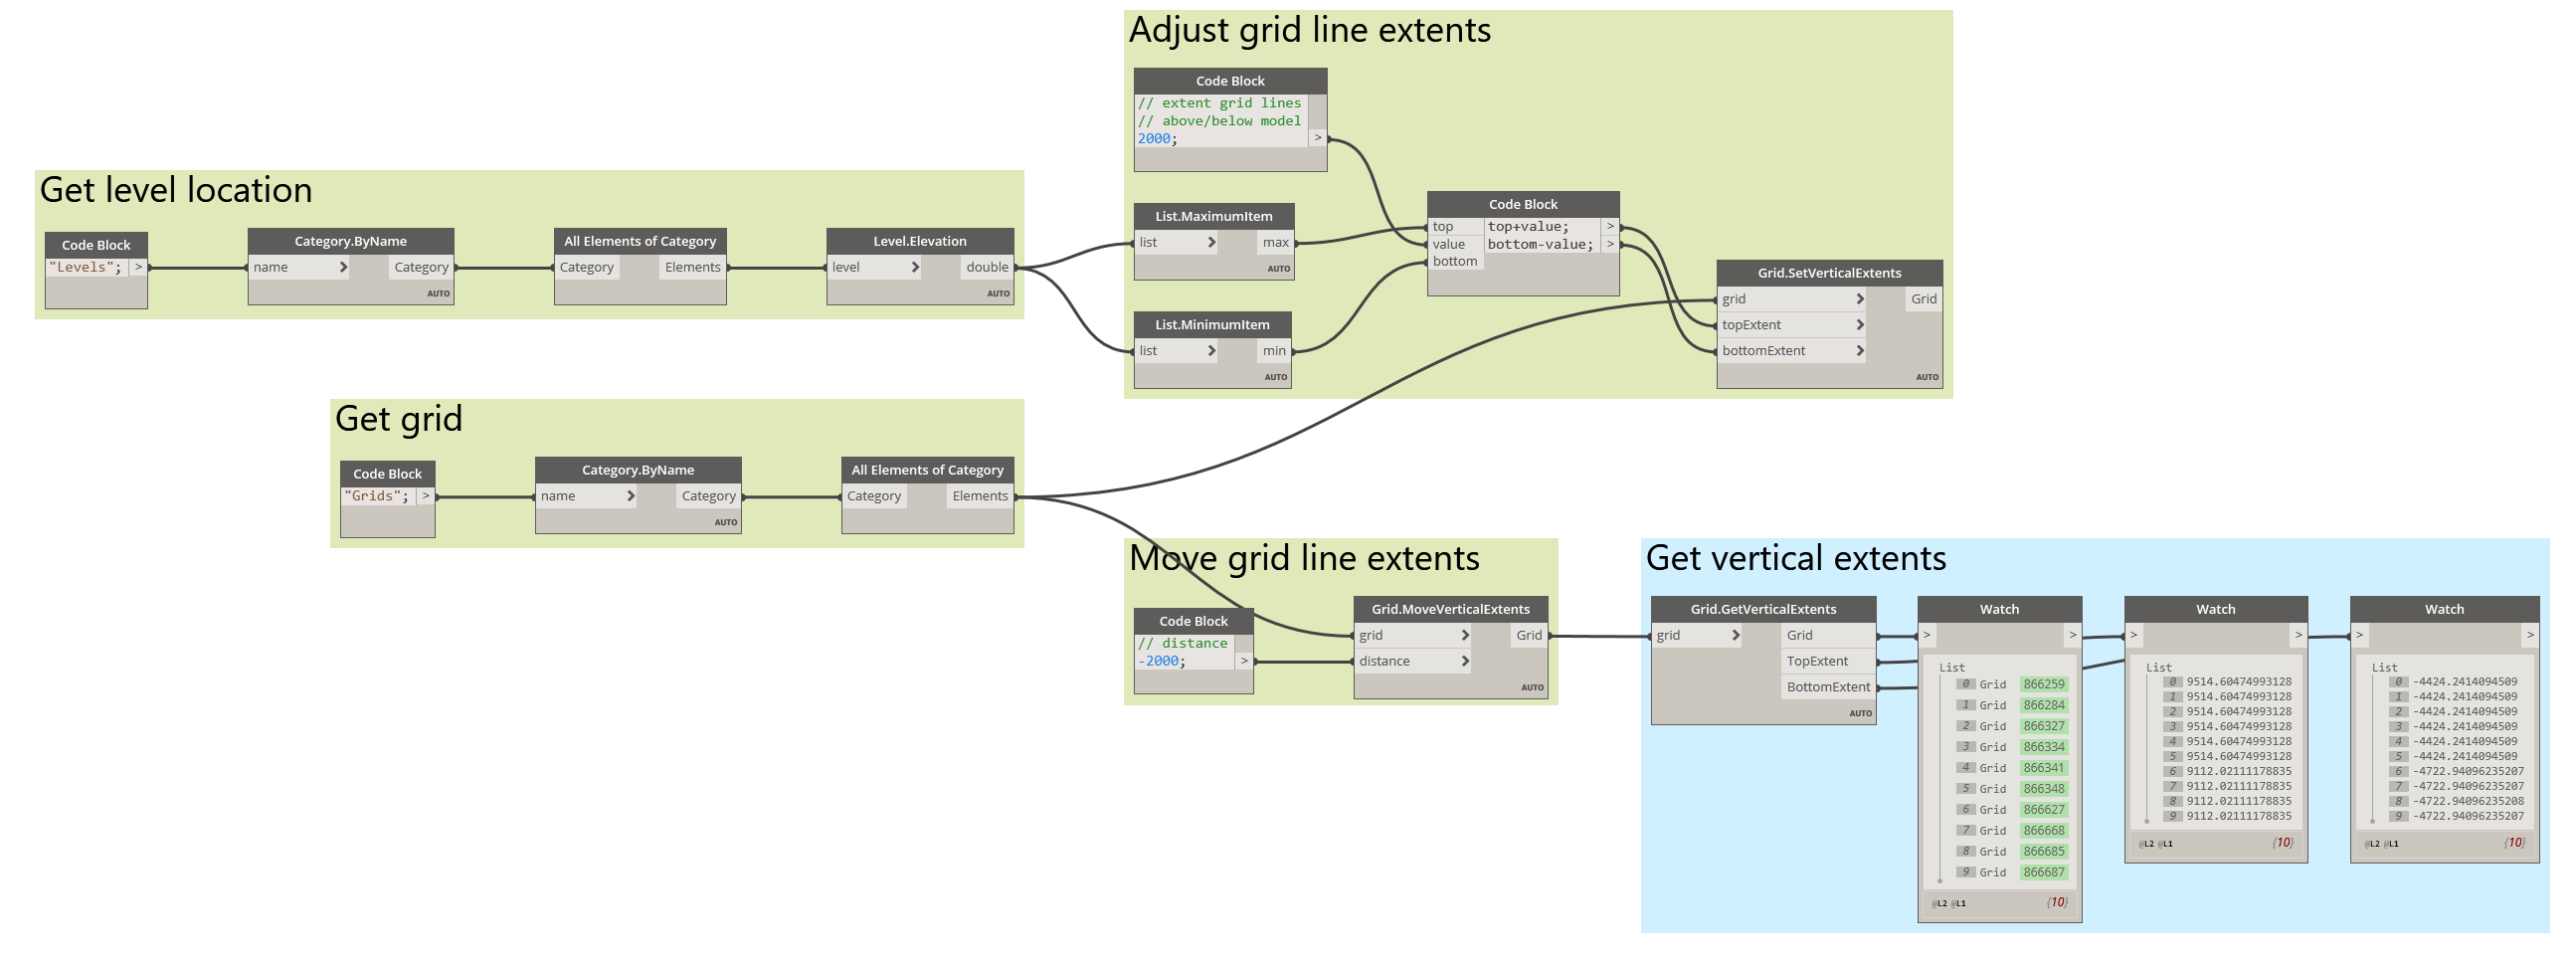 Adjust grid line extents
Code Block
// extent grid lines
// above/below model
2000;
>
Get level location
Code Block
"Levels"; >
Category.ByName
name Category
AUTO
All Elements of Category
Category Elements
Level.Elevation
level double
AUTO
List.MaximumItem
list max
AUTO
List.MinimumItem
list min
AUTO
Code Block
top top+value; >
value bottom-value; >
bottom
Grid.SetVerticalExtents
grid Grid
topExtent
bottomExtent
AUTO
Get grid
Code Block
"Grids"; >
Category.ByName
name Category
AUTO
All Elements of Category
Category Elements
Move grid line extents
Code Block
// distance
-2000; >
Grid.MoveVerticalExtents
grid Grid
distance
AUTO
Get vertical extents
Grid.GetVerticalExtents
grid Grid
TopExtent
BottomExtent
AUTO
Watch
> >
List
0 Grid 866259
1 Grid 866284
2 Grid 866327
3 Grid 866334
4 Grid 866341
5 Grid 866348
6 Grid 866627
7 Grid 866668
8 Grid 866685
9 Grid 866687
@L2 @L1 {10}
Watch
> >
List
0 9514.60474993128
1 9514.60474993128
2 9514.60474993128
3 9514.60474993128
4 9514.60474993128
5 9514.60474993128
6 9112.02111178835
7 9112.02111178835
8 9112.02111178835
9 9112.02111178835
@L2 @L1 {10}
Watch
> >
List
0 -4424.2414094509
1 -4424.2414094509
2 -4424.2414094509
3 -4424.2414094509
4 -4424.2414094509
5 -4424.2414094509
6 -4722.94096235207
7 -4722.94096235207
8 -4722.94096235208
9 -4722.94096235207
@L2 @L1 {10}